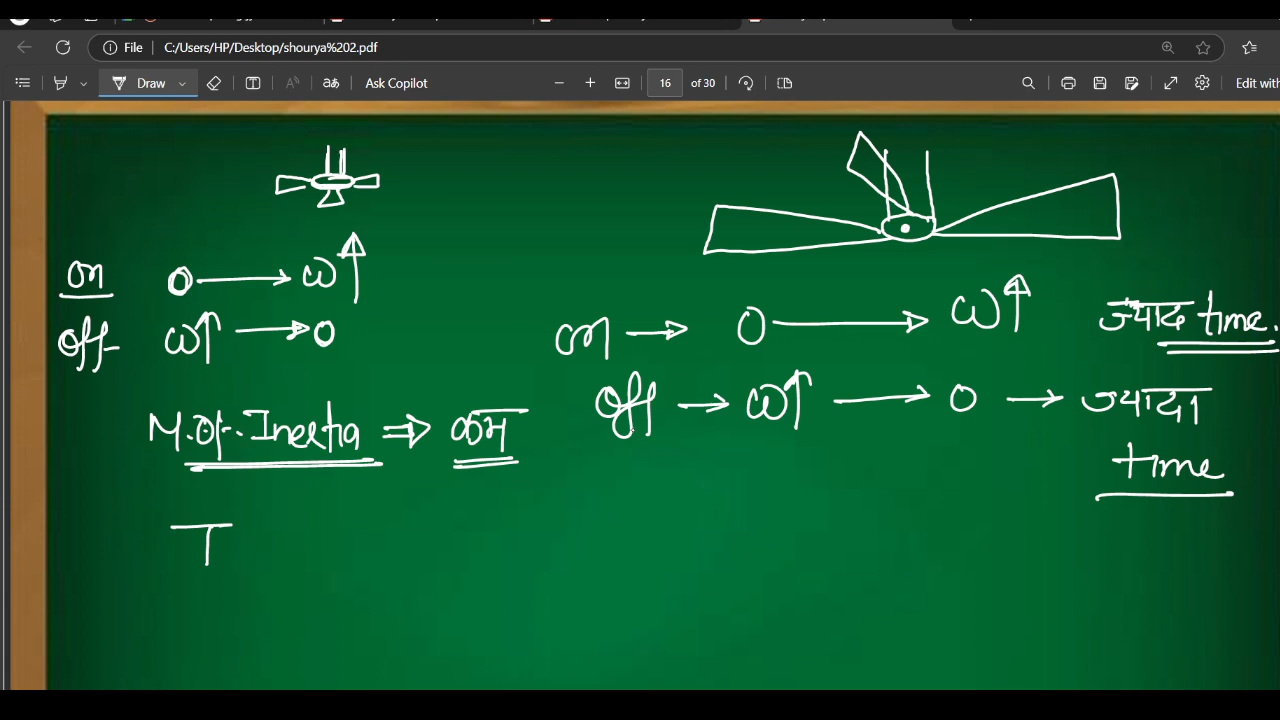 File C:/Users/HP/Desktop/shourya%202.pdf
Draw Ask Copilot 16 of 30 Edit with
on 0 → ω↑
off ω↑ → 0
M.Of.Inertia ⇒ कम
T
on → 0 → ω↑ ज्याद time.
off → ω↑ → 0 → ज्यादा
time